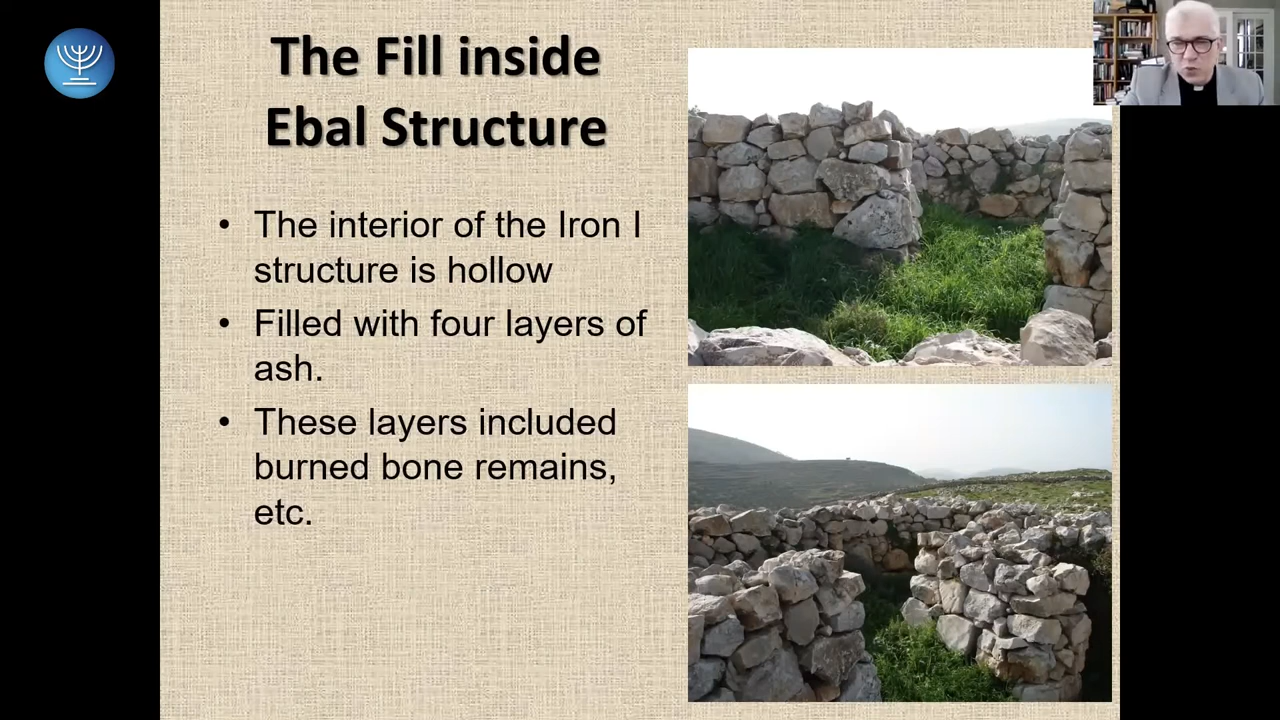 The Fill inside
Ebal Structure
• The interior of the Iron I
structure is hollow
• Filled with four layers of
ash.
• These layers included
burned bone remains,
etc.